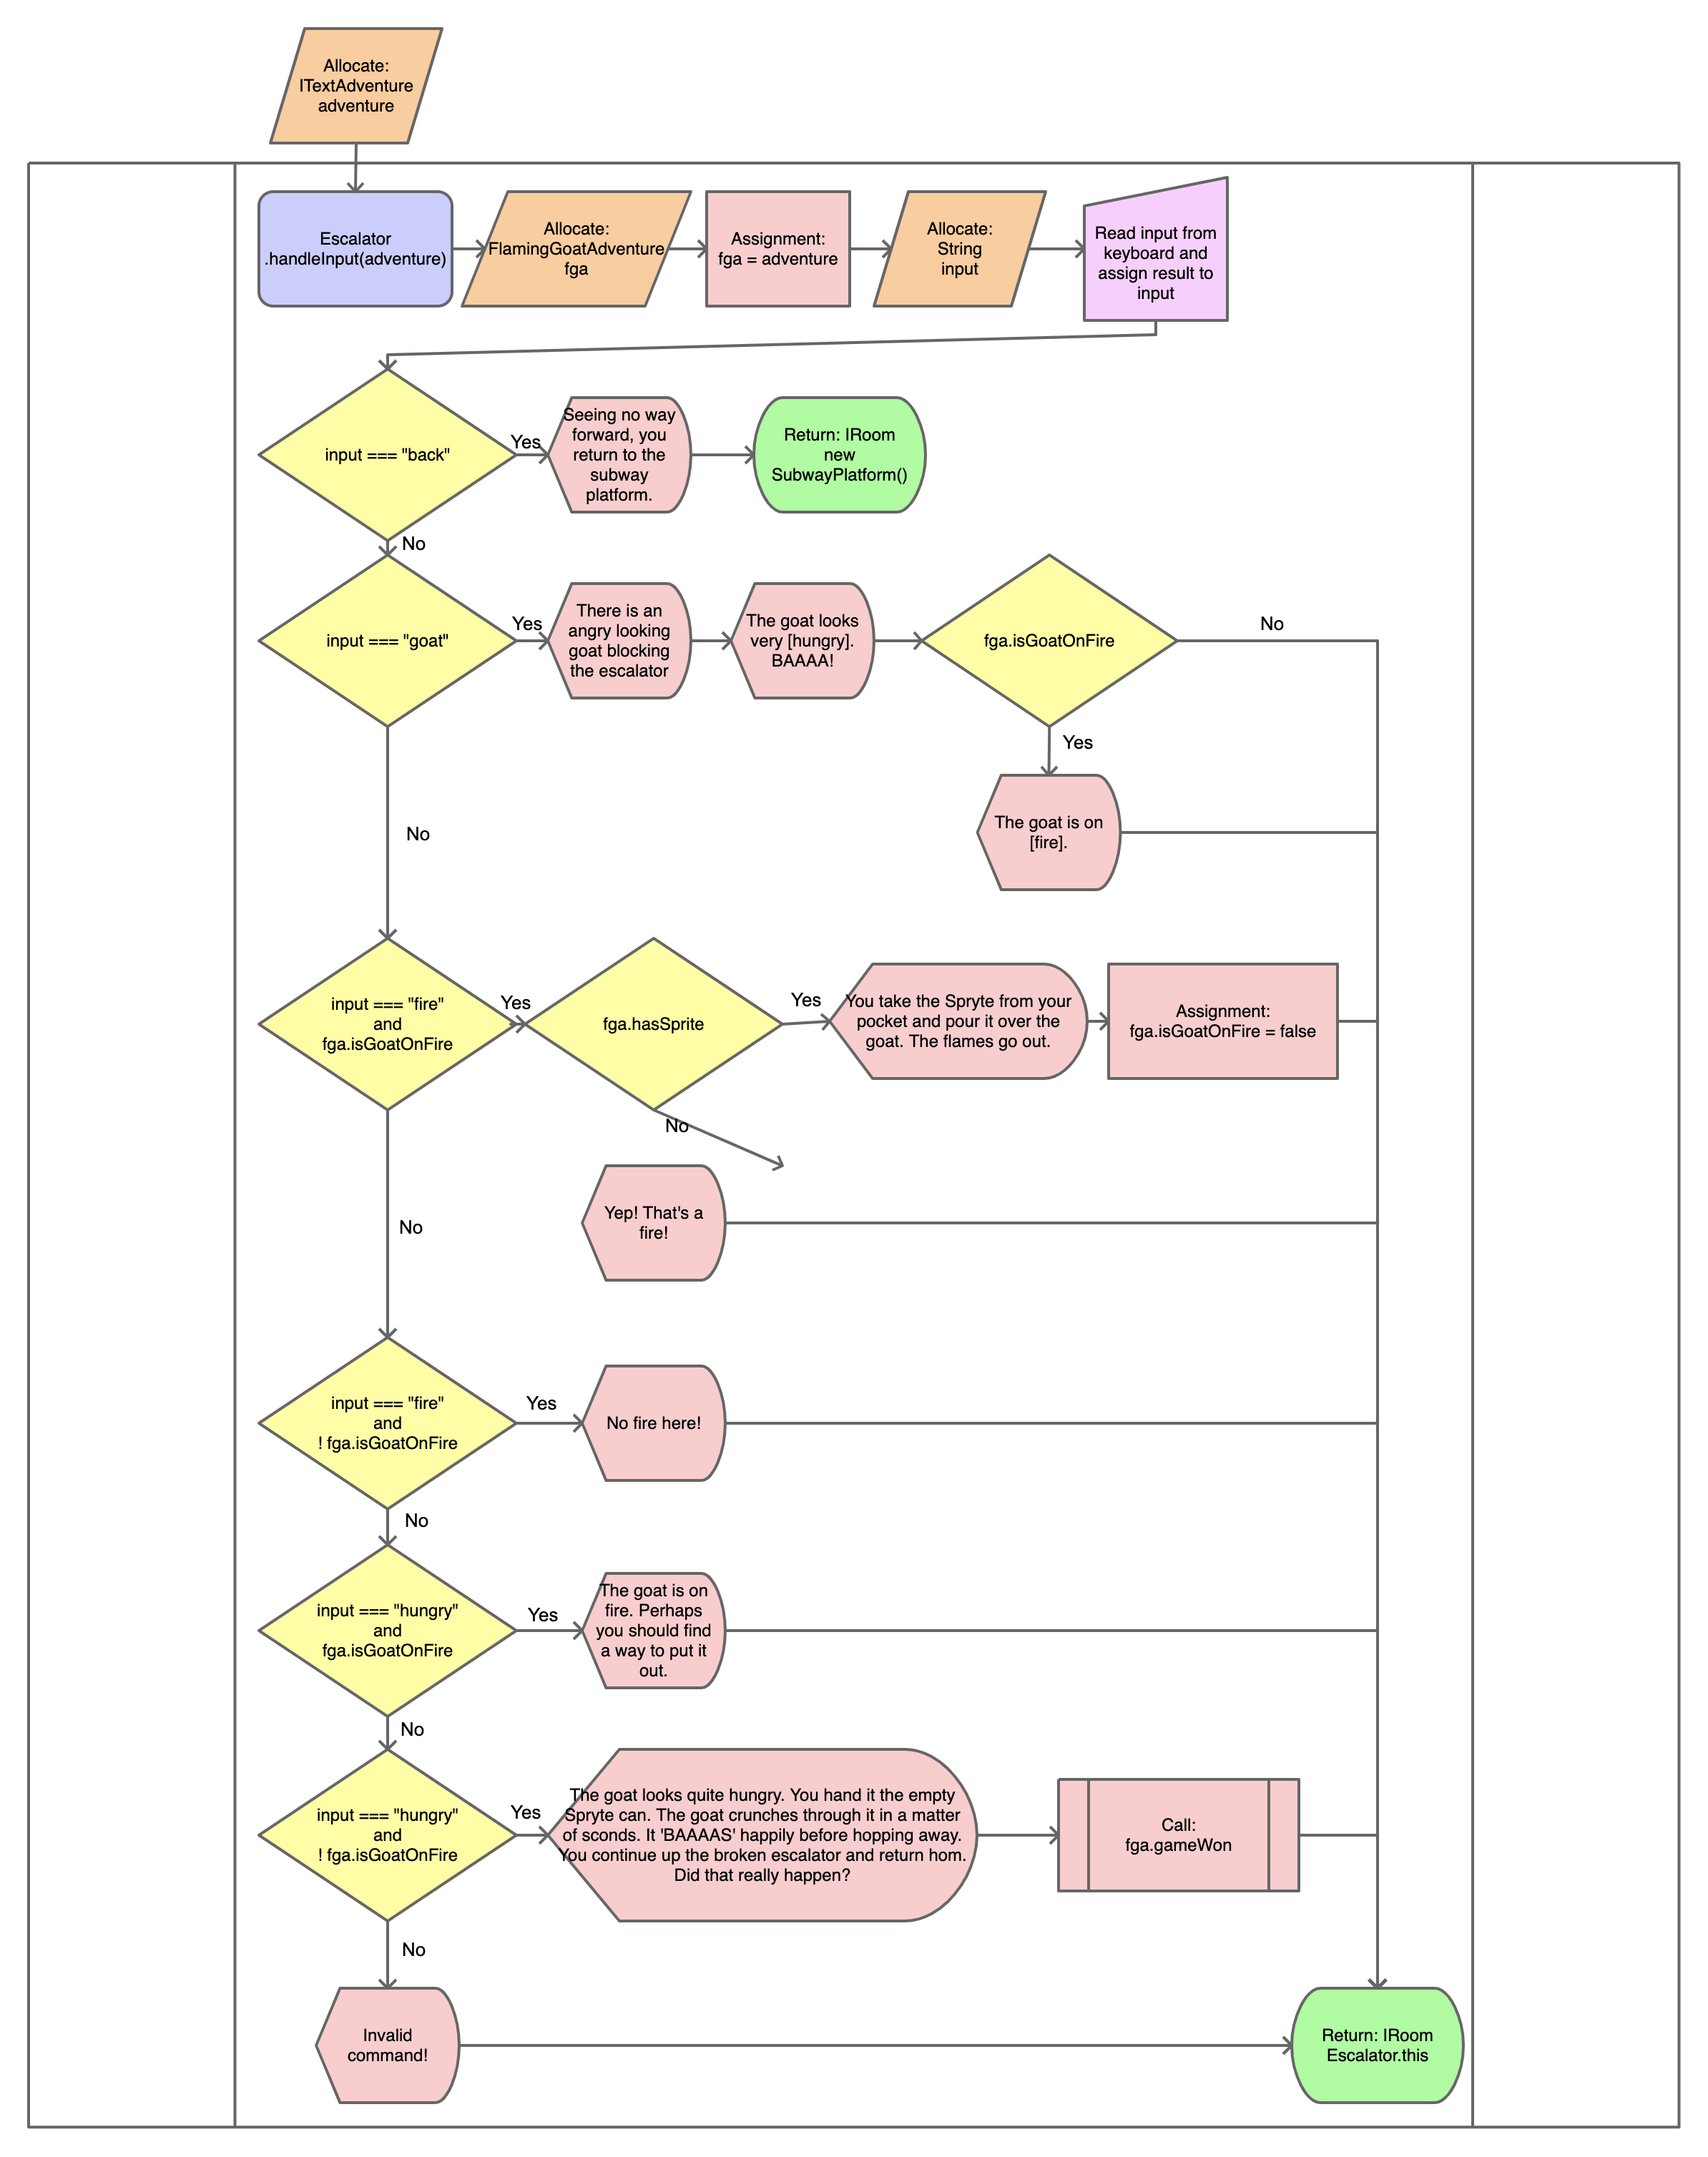 Allocate:
ITextAdventure
adventure
Escalator
.handleInput(adventure)
Allocate:
FlamingGoatAdventure
fga
Assignment:
fga = adventure
Allocate:
String
input
Read input from
keyboard and
assign result to
input
input === "back"
Yes
Seeing no way
forward, you
return to the
subway
platform.
Return: IRoom
new
SubwayPlatform()
No
input === "goat"
Yes
There is an
angry looking
goat blocking
the escalator
The goat looks
very [hungry].
BAAAA!
fga.isGoatOnFire
No
Yes
The goat is on
[fire].
No
input === "fire"
and
fga.isGoatOnFire
Yes
fga.hasSprite
Yes
You take the Spryte from your
pocket and pour it over the
goat. The flames go out.
Assignment:
fga.isGoatOnFire = false
No
Yep! That's a
fire!
No
input === "fire"
and
! fga.isGoatOnFire
Yes
No fire here!
No
input === "hungry"
and
fga.isGoatOnFire
Yes
The goat is on
fire. Perhaps
you should find
a way to put it
out.
No
input === "hungry"
and
! fga.isGoatOnFire
Yes
The goat looks quite hungry. You hand it the empty
Spryte can. The goat crunches through it in a matter
of sconds. It 'BAAAAS' happily before hopping away.
You continue up the broken escalator and return hom.
Did that really happen?
Call:
fga.gameWon
No
Invalid
command!
Return: IRoom
Escalator.this